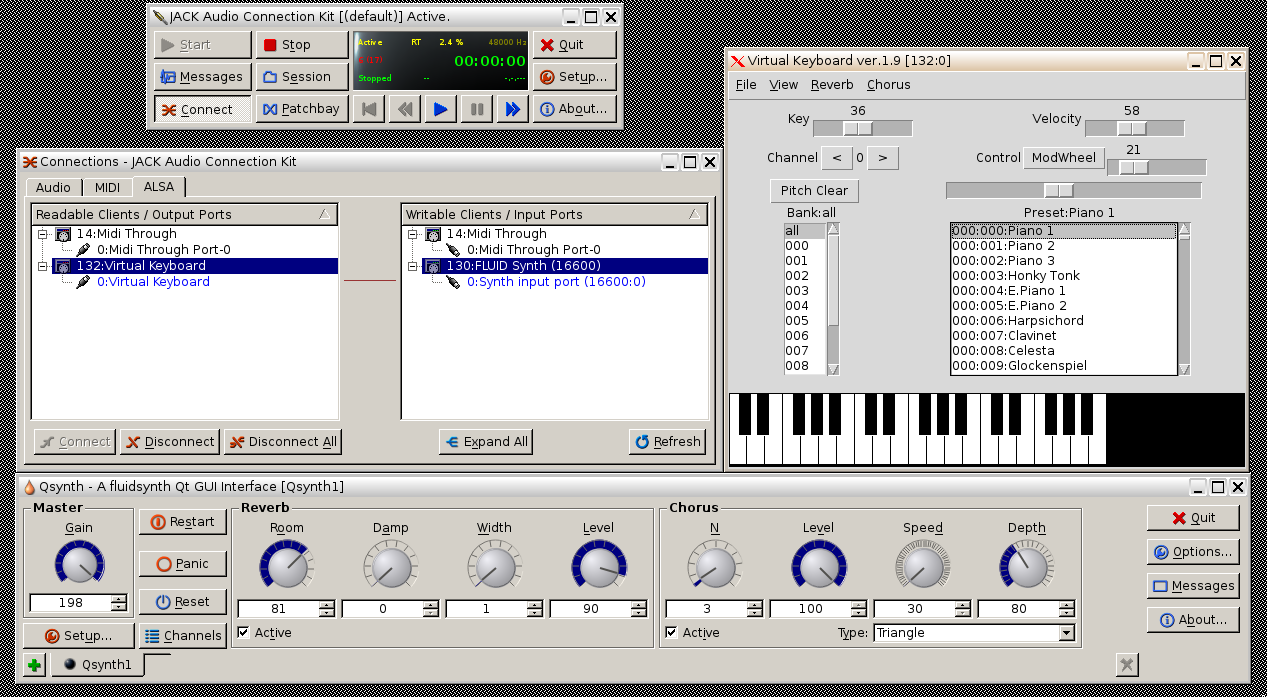 JACK Audio Connection Kit [(default)] Active.
Start
Stop
Active RT 2.4 % 48000 Hz
00:00:00
Stopped -- -.-.---
Quit
Messages
Session
Setup...
Connect
Patchbay
About...
Connections - JACK Audio Connection Kit
Audio MIDI ALSA
Readable Clients / Output Ports
14:Midi Through
0:Midi Through Port-0
132:Virtual Keyboard
0:Virtual Keyboard
Writable Clients / Input Ports
14:Midi Through
0:Midi Through Port-0
130:FLUID Synth (16600)
0:Synth input port (16600:0)
Connect
Disconnect
Disconnect All
Expand All
Refresh
Virtual Keyboard ver.1.9 [132:0]
File View Reverb Chorus
Key 36
Velocity 58
Channel < 0 >
Control ModWheel 21
Pitch Clear
Bank:all
all
000
001
002
003
004
005
006
007
008
Preset:Piano 1
000:000:Piano 1
000:001:Piano 2
000:002:Piano 3
000:003:Honky Tonk
000:004:E.Piano 1
000:005:E.Piano 2
000:006:Harpsichord
000:007:Clavinet
000:008:Celesta
000:009:Glockenspiel
Qsynth - A fluidsynth Qt GUI Interface [Qsynth1]
Master
Gain
198
Setup...
Restart
Panic
Reset
Channels
Reverb
Room Damp Width Level
81 0 1 90
Active
Chorus
N Level Speed Depth
3 100 30 80
Active Type: Triangle
Quit
Options...
Messages
About...
Qsynth1